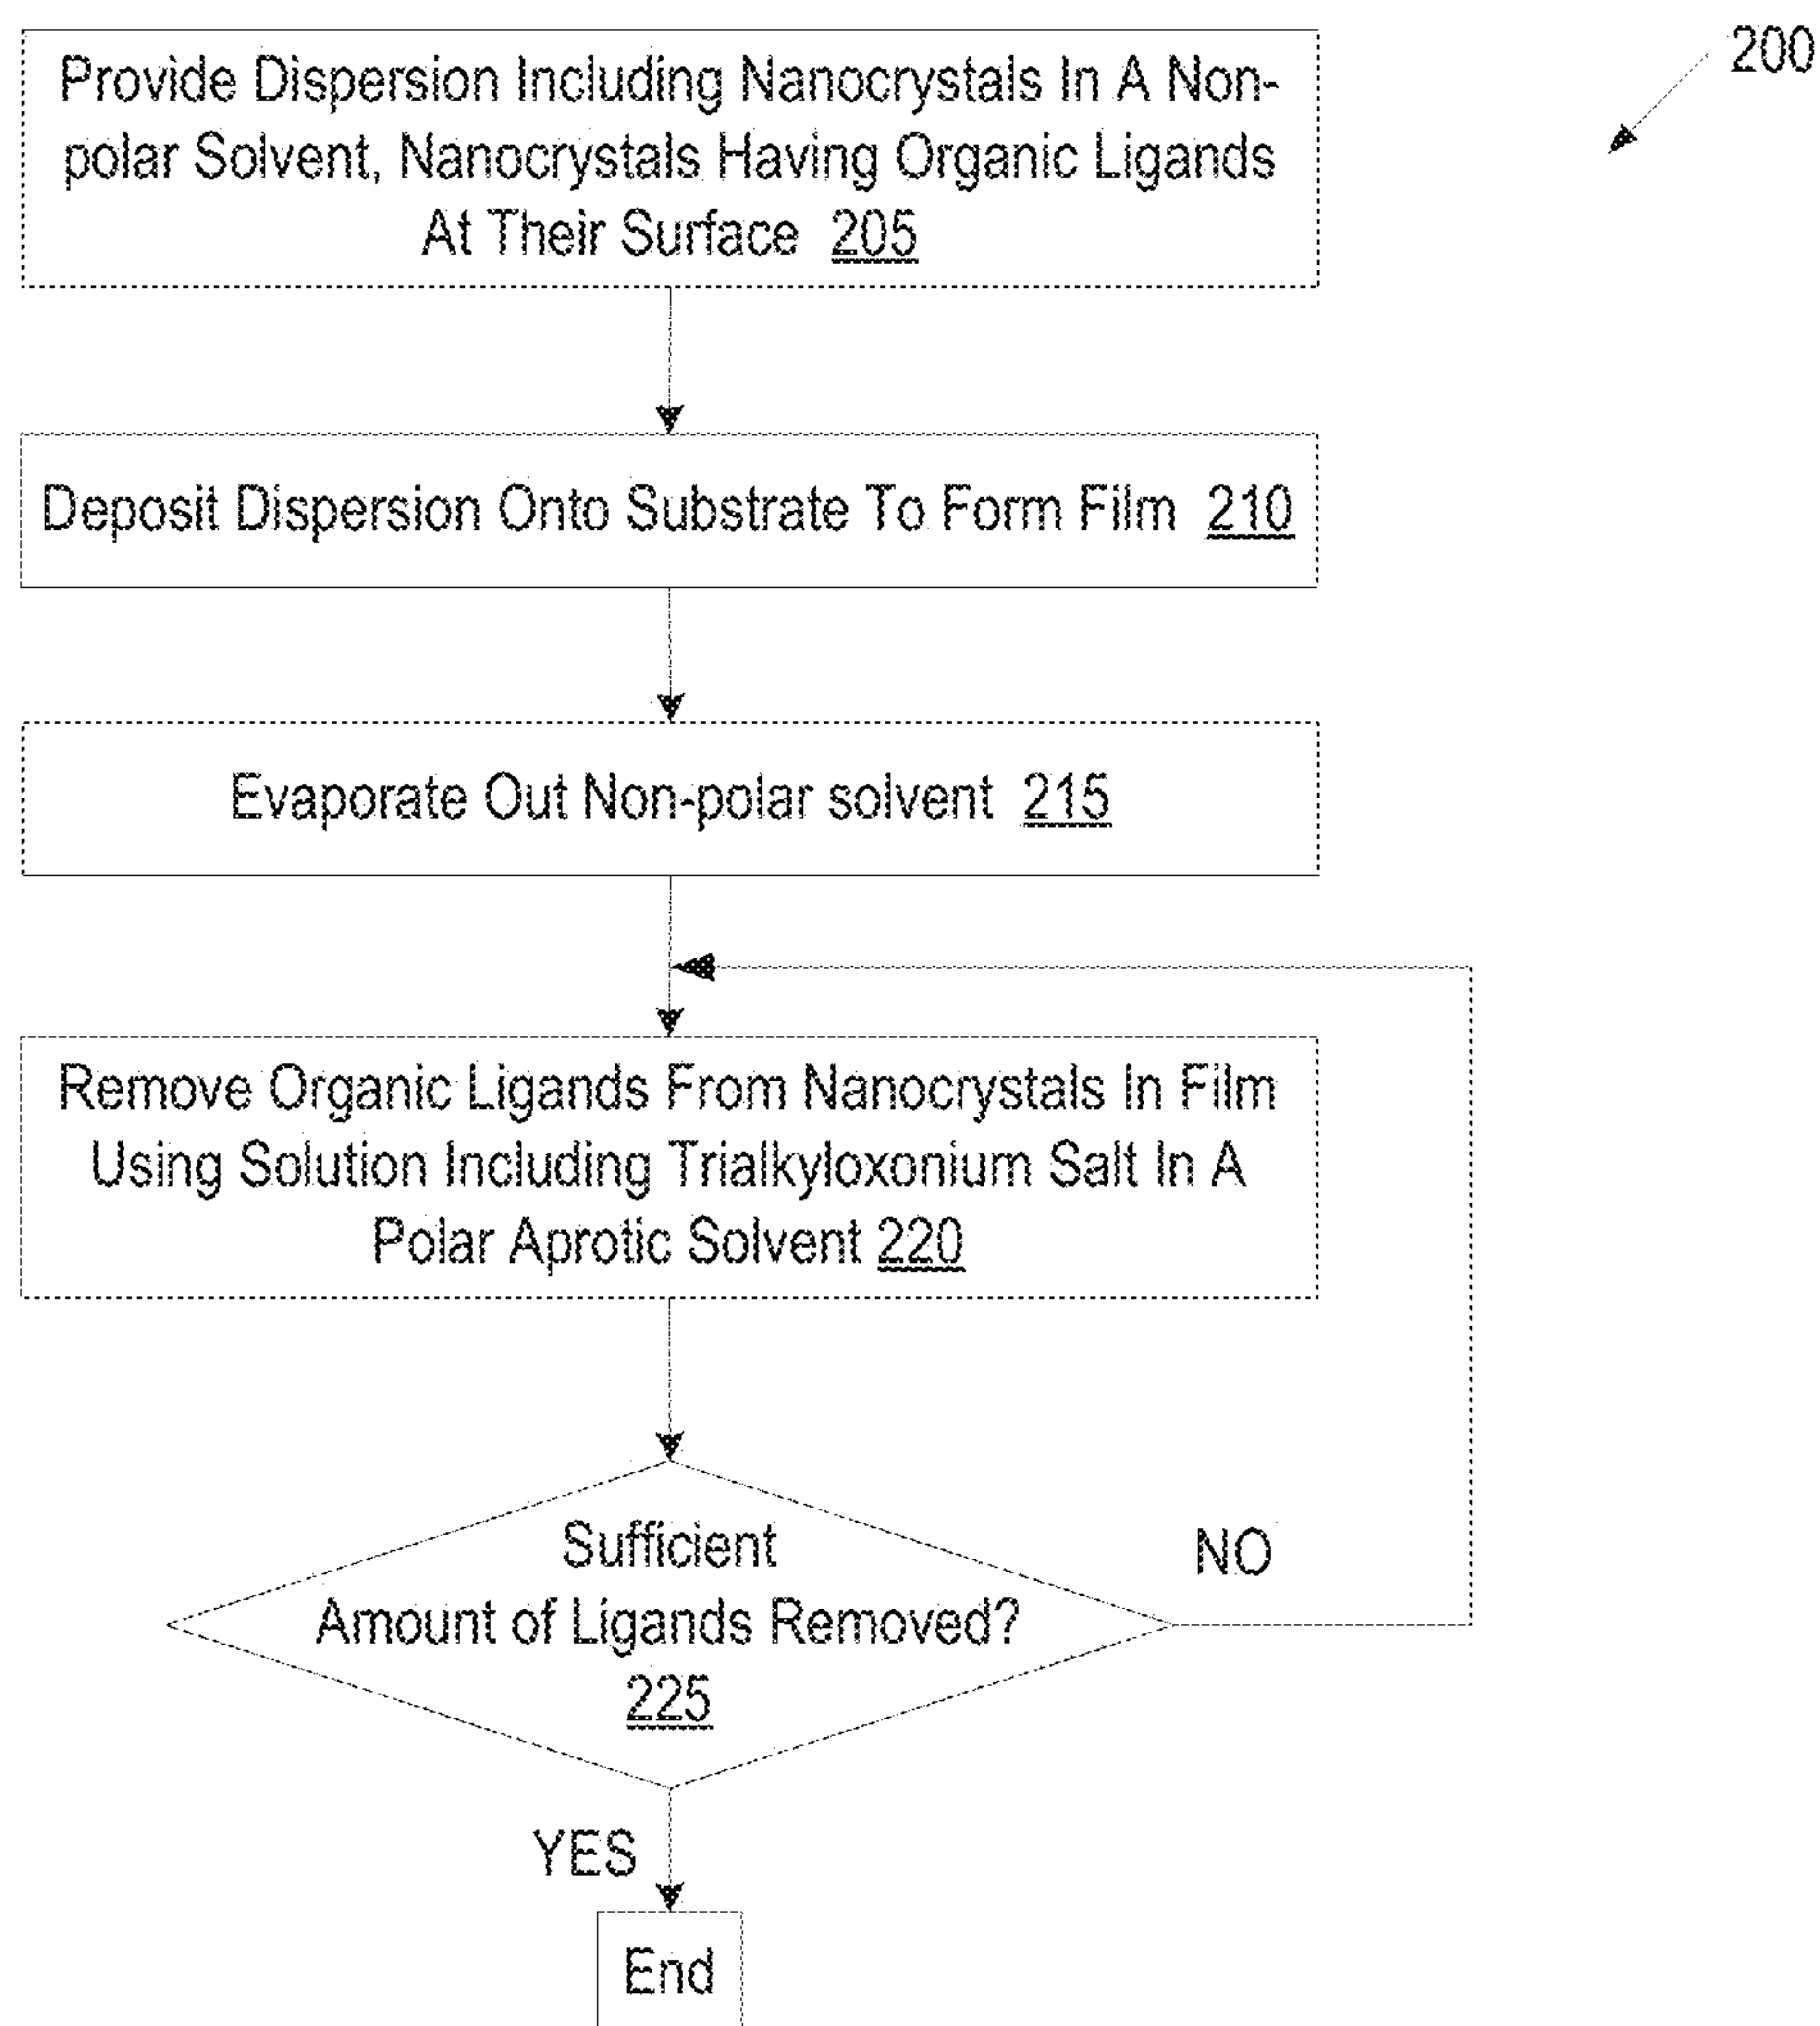 200
Provide Dispersion Including Nanocrystals In A Non-
polar Solvent, Nanocrystals Having Organic Ligands
At Their Surface 205
Deposit Dispersion Onto Substrate To Form Film 210
Evaporate Out Non-polar solvent 215
Remove Organic Ligands From Nanocrystals In Film
Using Solution Including Trialkyloxonium Salt In A
Polar Aprotic Solvent 220
Sufficient
Amount of Ligands Removed?
225
NO
YES
End